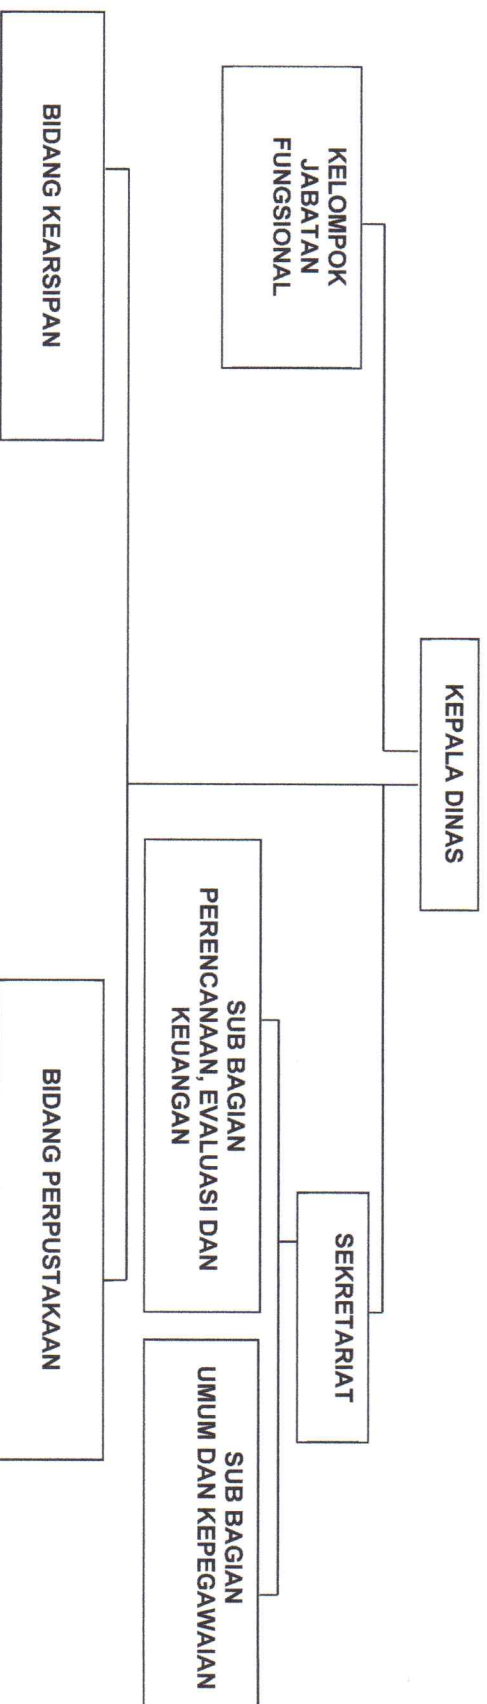 KEPALA DINAS
KELOMPOK
JABATAN
FUNGSIONAL
SEKRETARIAT
SUB BAGIAN
PERENCANAAN, EVALUASI DAN
KEUANGAN
SUB BAGIAN
UMUM DAN KEPEGAWAIAN
BIDANG KEARSIPAN
BIDANG PERPUSTAKAAN